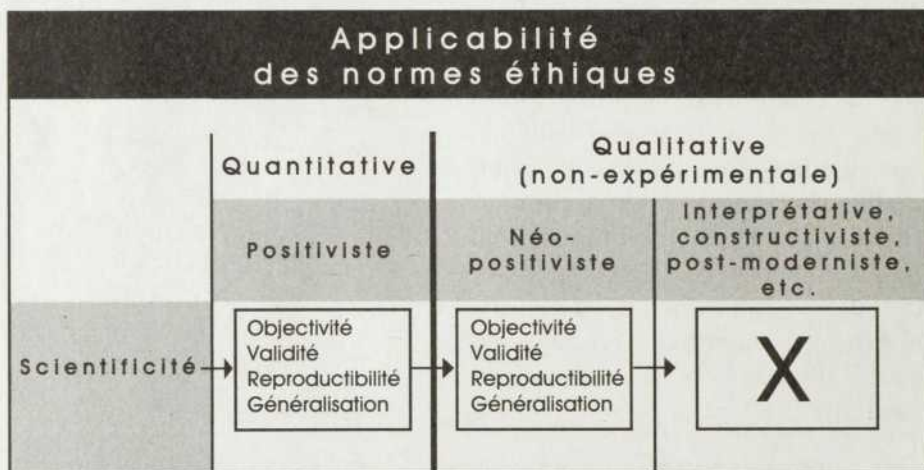 Applicabilité
des normes éthiques
Quantitative
Qualitative
(non-expérimentale)
Positiviste
Néo-
positiviste
Interprétative,
constructiviste,
post-moderniste,
etc.
Scientificité
Objectivité
Validité
Reproductibilité
Généralisation
Objectivité
Validité
Reproductibilité
Généralisation
X